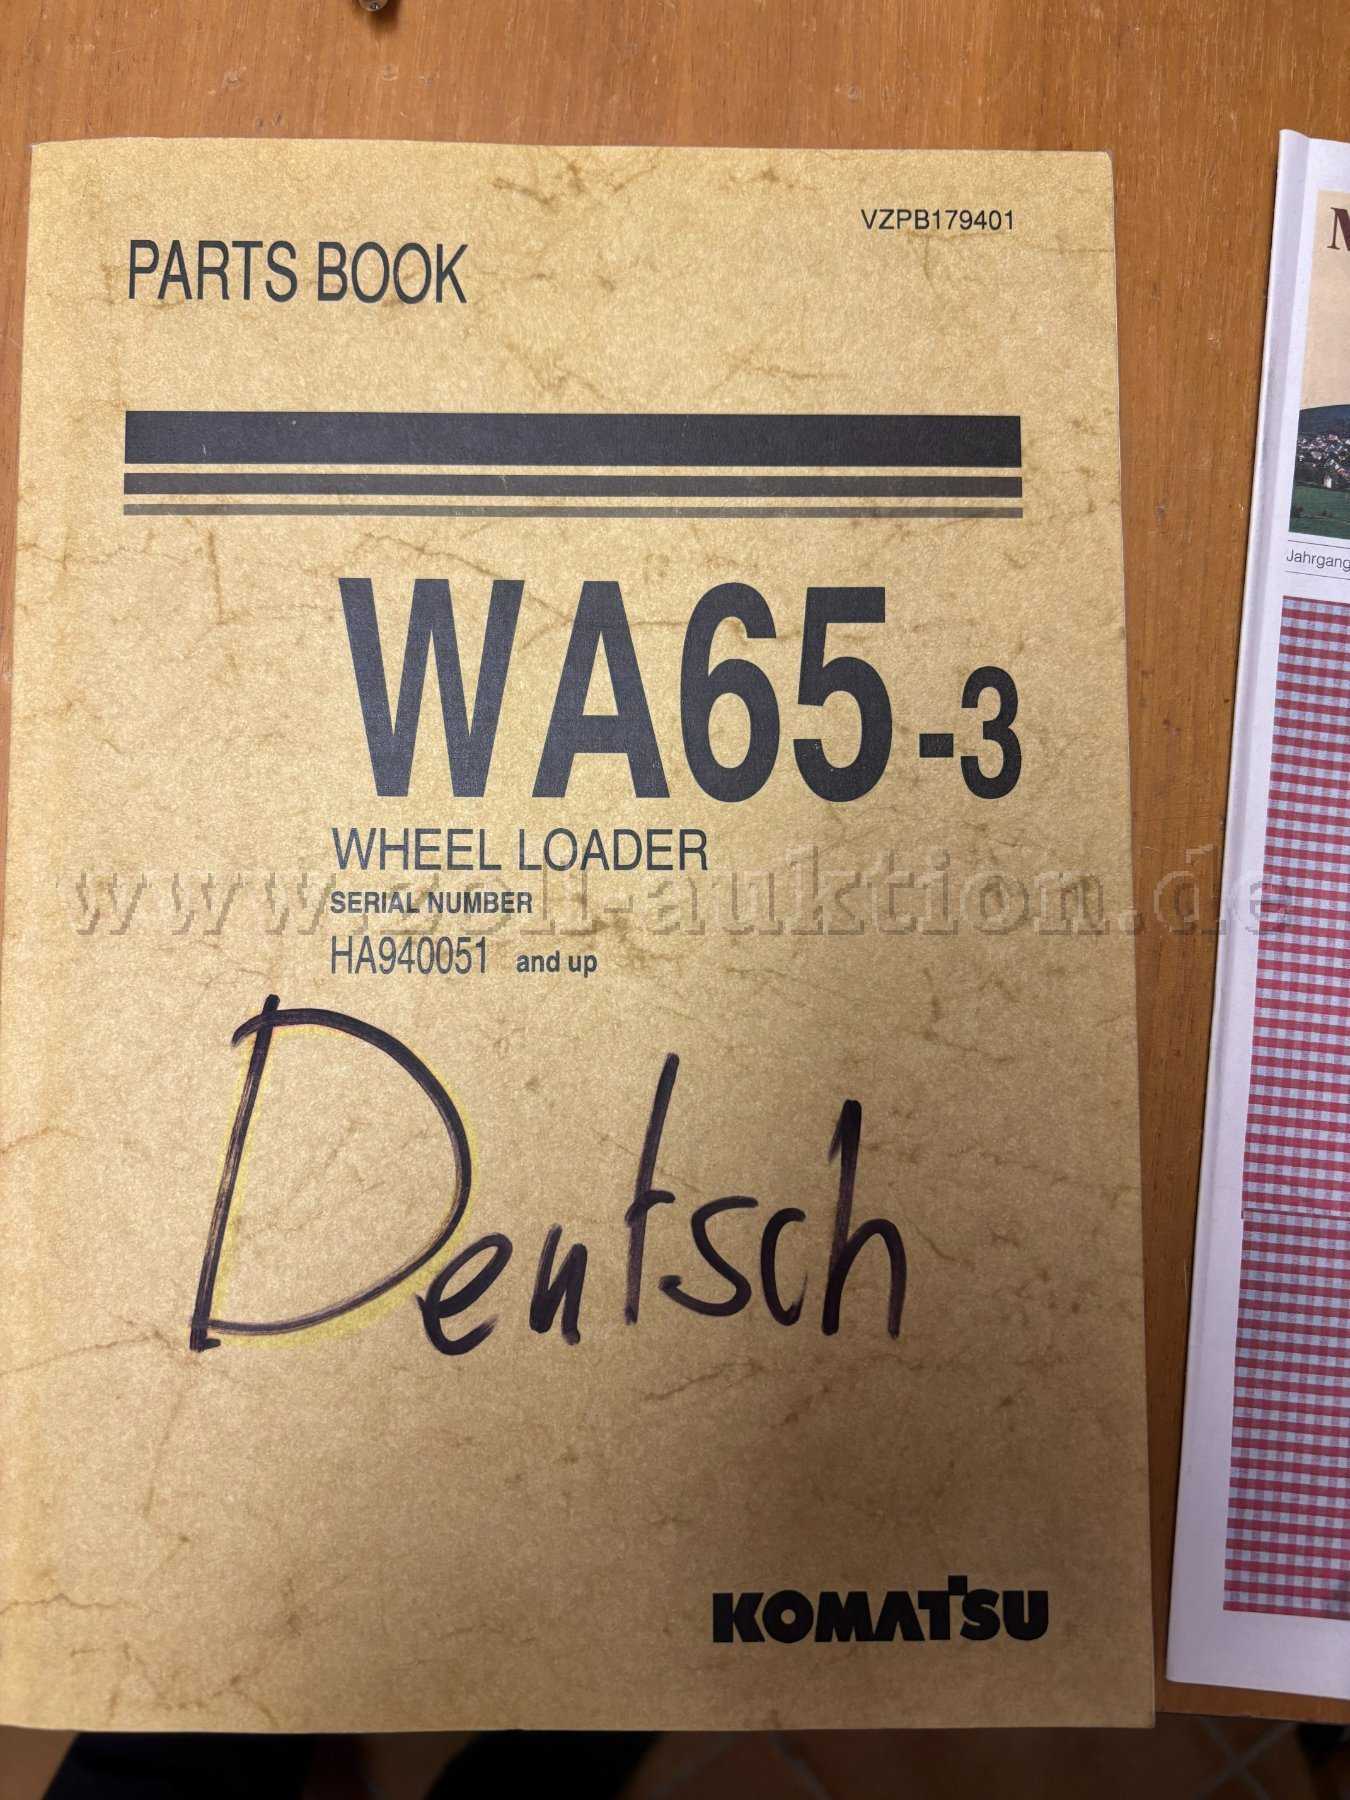 VZPB179401
PARTS BOOK
WA65-3
WHEEL LOADER
www.zoll-auktion.de
SERIAL NUMBER
HA940051 and up
Deutsch
KOMATSU
Jahrgang